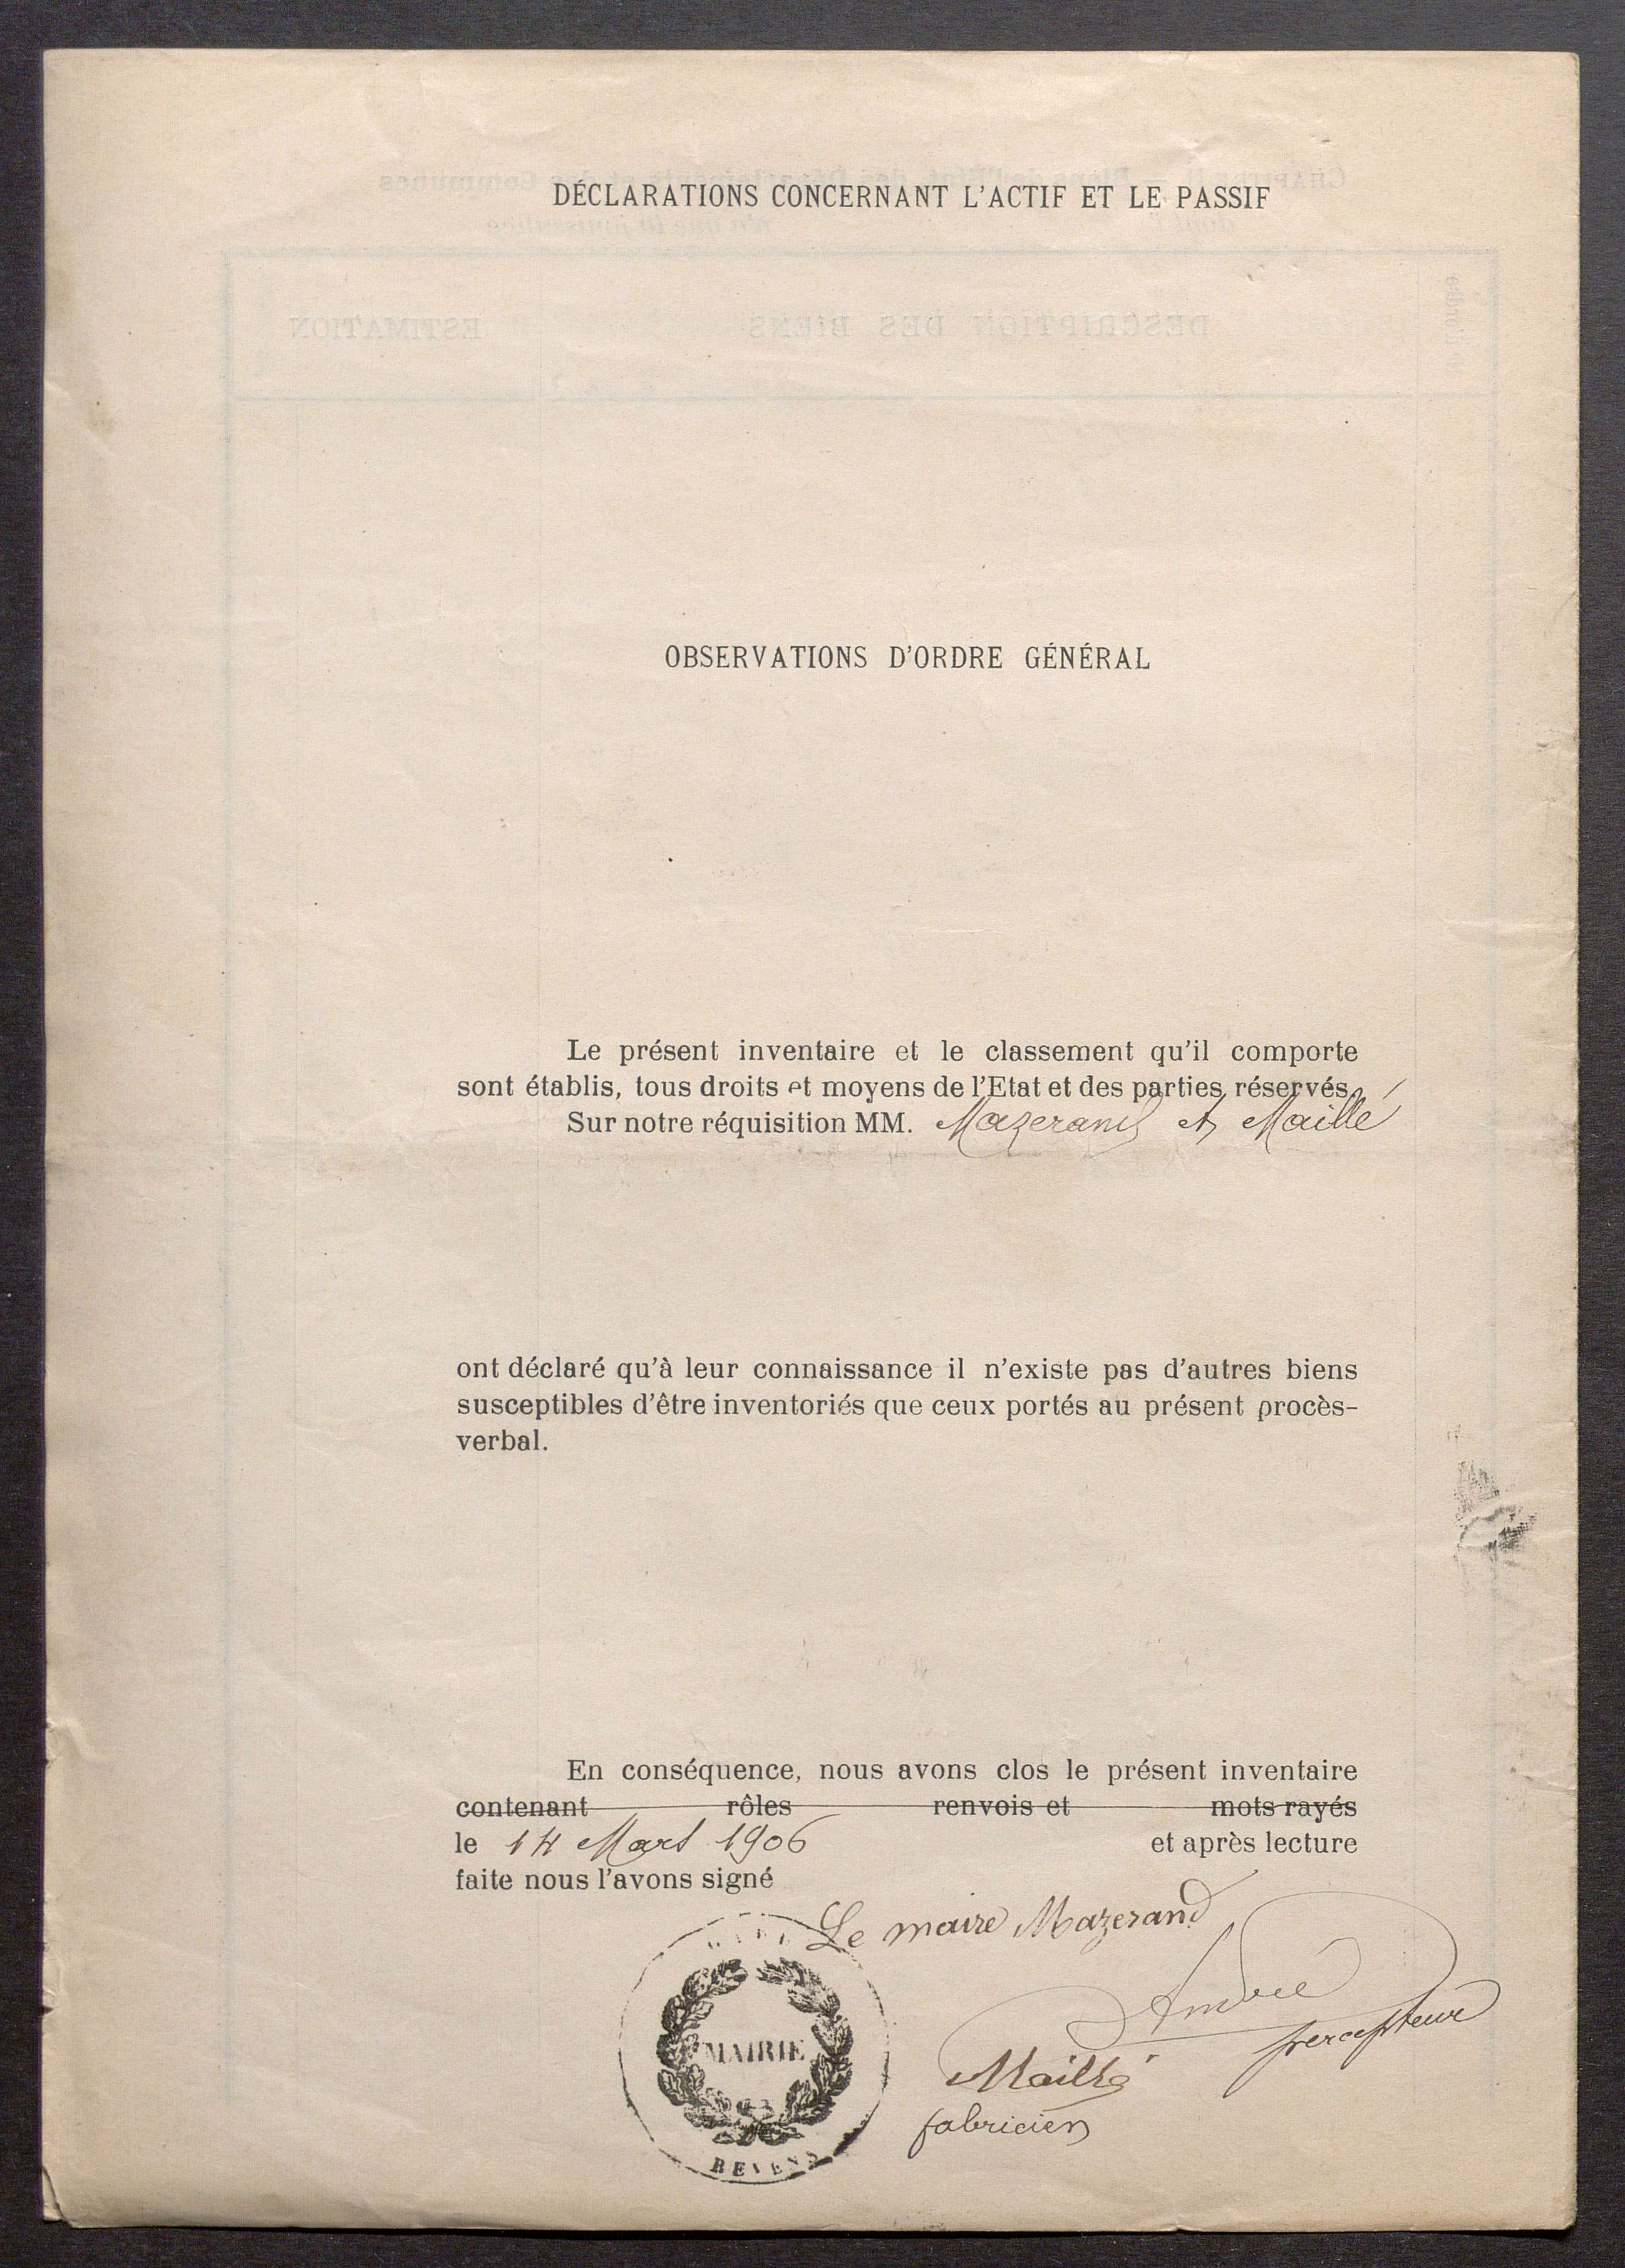 DÉCLARATIONS CONCERNANT L'ACTIF ET LE PASSIF
DESCRIPTION DES BIENS
ESTIMATION
OBSERVATIONS D'ORDRE GÉNÉRAL
Le présent inventaire et le classement qu'il comporte
sont établis, tous droits et moyens de l'Etat et des parties réservés.
Sur notre réquisition MM. Mazerand et Maillé
ont déclaré qu'à leur connaissance il n'existe pas d'autres biens
susceptibles d'être inventoriés que ceux portés au présent procès-
verbal.
En conséquence, nous avons clos le présent inventaire
contenant rôles renvois et mots rayés
le 14 Mars 1906 et après lecture
faite nous l'avons signé
Le maire Mazerand
André
percepteur
Maillé
fabricien
MAIRIE